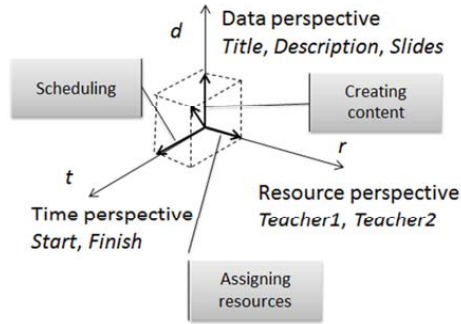 d
Data perspective
Title, Description, Slides
Scheduling
Creating
content
r
t
Resource perspective
Teacher1, Teacher2
Time perspective
Start, Finish
Assigning
resources